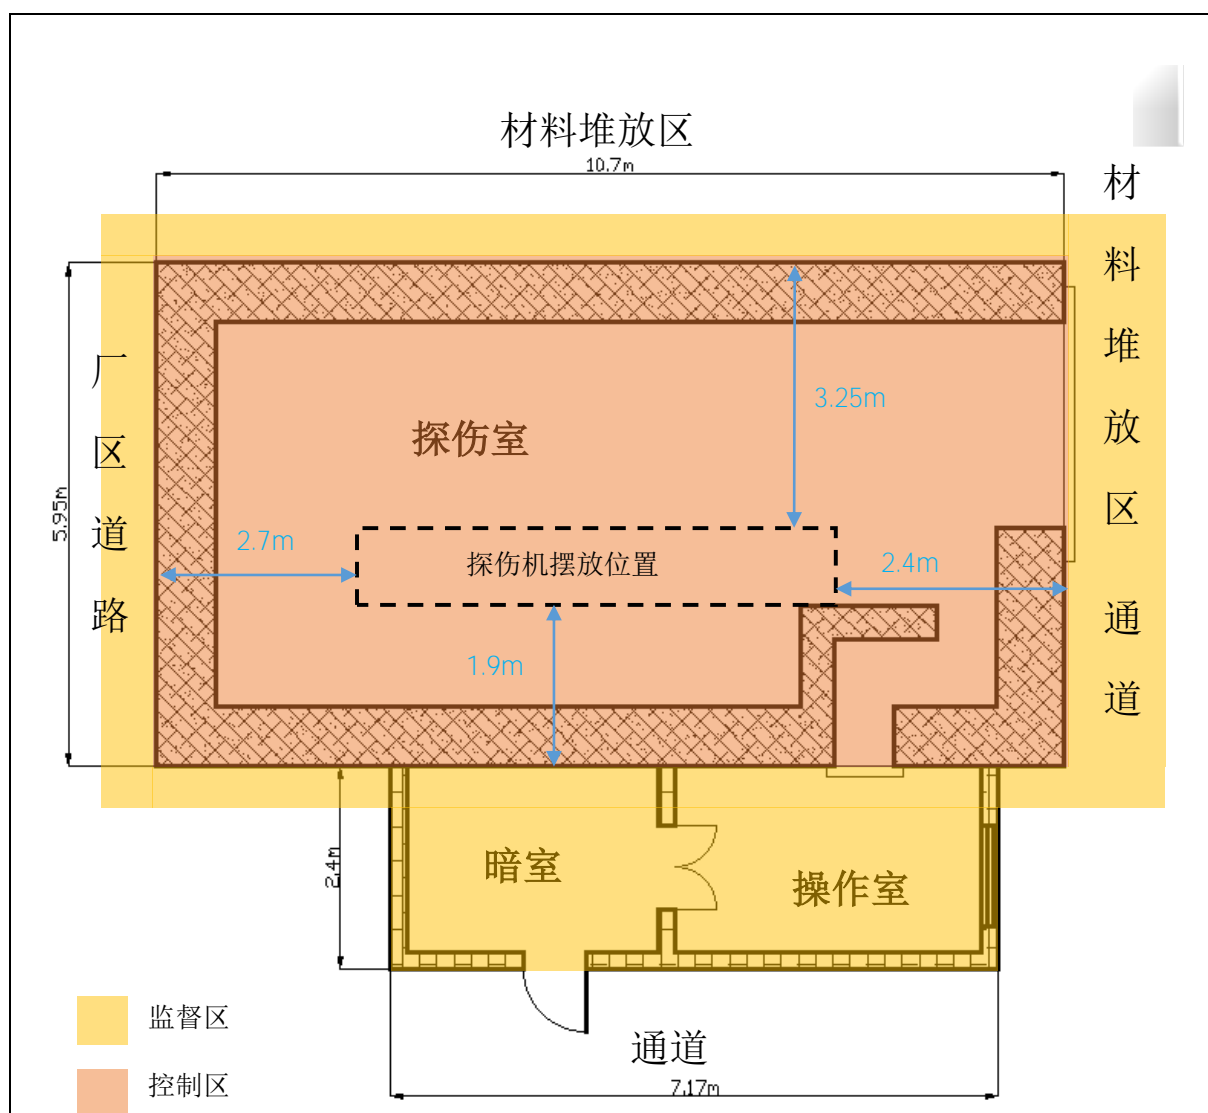 材料堆放区
10.7m
材料堆放区通道
厂区道路
5.95m
3.25m
探伤室
2.7m
探伤机摆放位置
2.4m
1.9m
2.4m
暗室
操作室
监督区
通道
控制区
7.17m